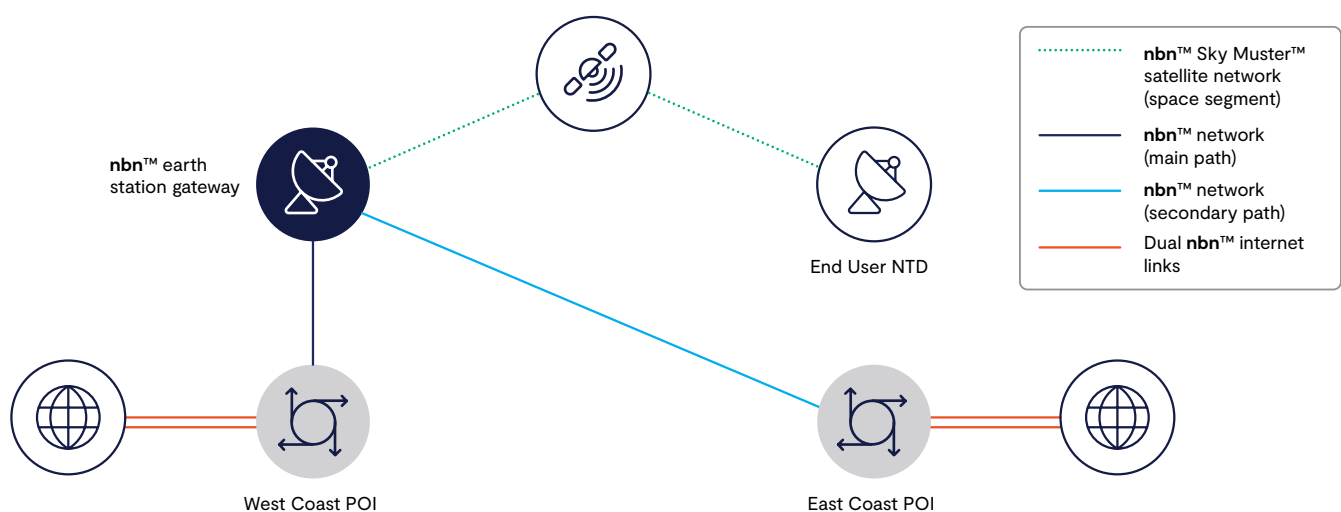 nbn™ earth
station gateway
End User NTD
West Coast POI
East Coast POI
nbn™ Sky Muster™
satellite network
(space segment)
nbn™ network
(main path)
nbn™ network
(secondary path)
Dual nbn™ internet
links